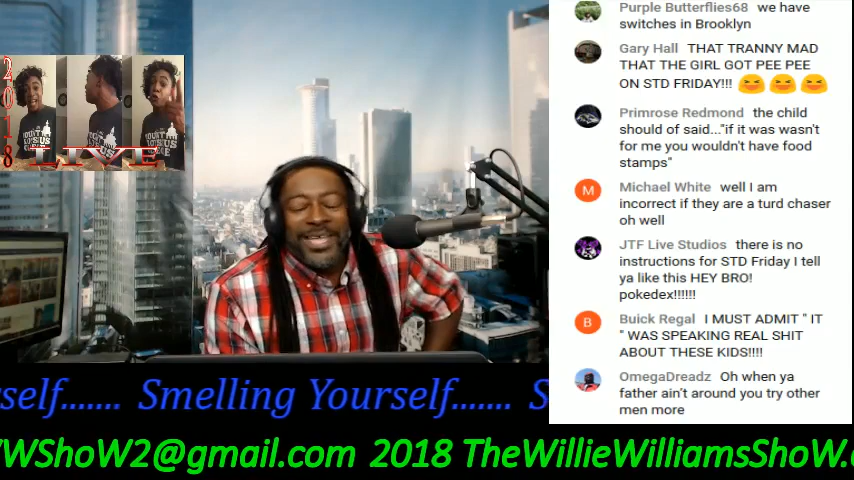 Purple Butterflies68 we have
switches in Brooklyn
Gary Hall THAT TRANNY MAD
THAT THE GIRL GOT PEE PEE
ON STD FRIDAY!!!
Primrose Redmond the child
should of said..."if it was wasn't
for me you wouldn't have food
stamps"
Michael White well I am
incorrect if they are a turd chaser
oh well
JTF Live Studios there is no
instructions for STD Friday I tell
ya like this HEY BRO!
pokedex!!!!!!
Buick Regal I MUST ADMIT " IT
" WAS SPEAKING REAL SHIT
ABOUT THESE KIDS!!!!
OmegaDreadz Oh when ya
father ain't around you try other
men more
2018
LIVE
M
B
rself....... Smelling Yourself....... S
WShoW2@gmail.com 2018 TheWillieWilliamsShoW.